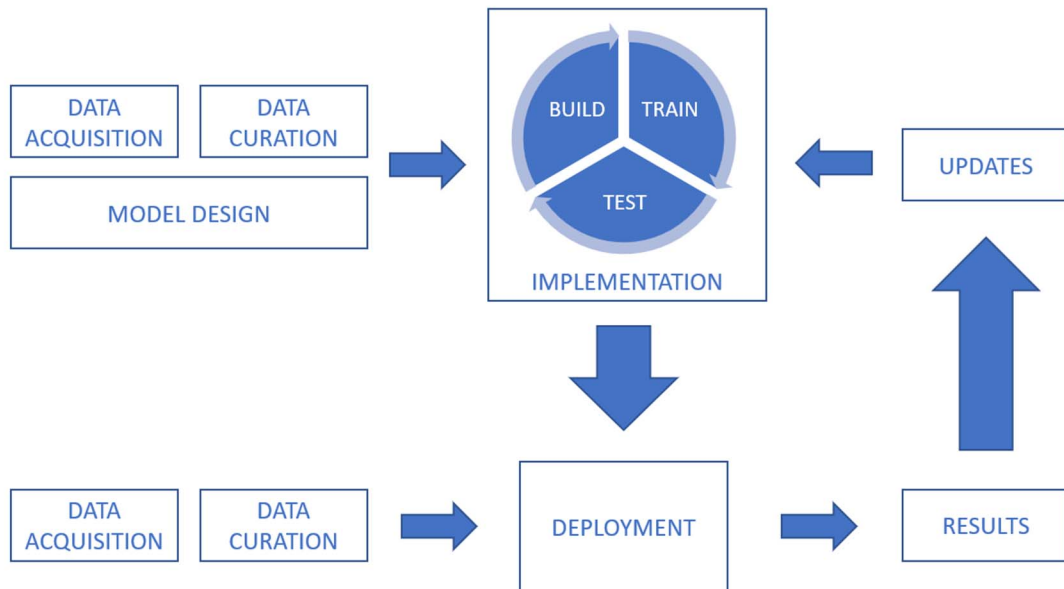 DATA
ACQUISITION
DATA
CURATION
MODEL DESIGN
BUILD
TRAIN
TEST
IMPLEMENTATION
UPDATES
DATA
ACQUISITION
DATA
CURATION
DEPLOYMENT
RESULTS